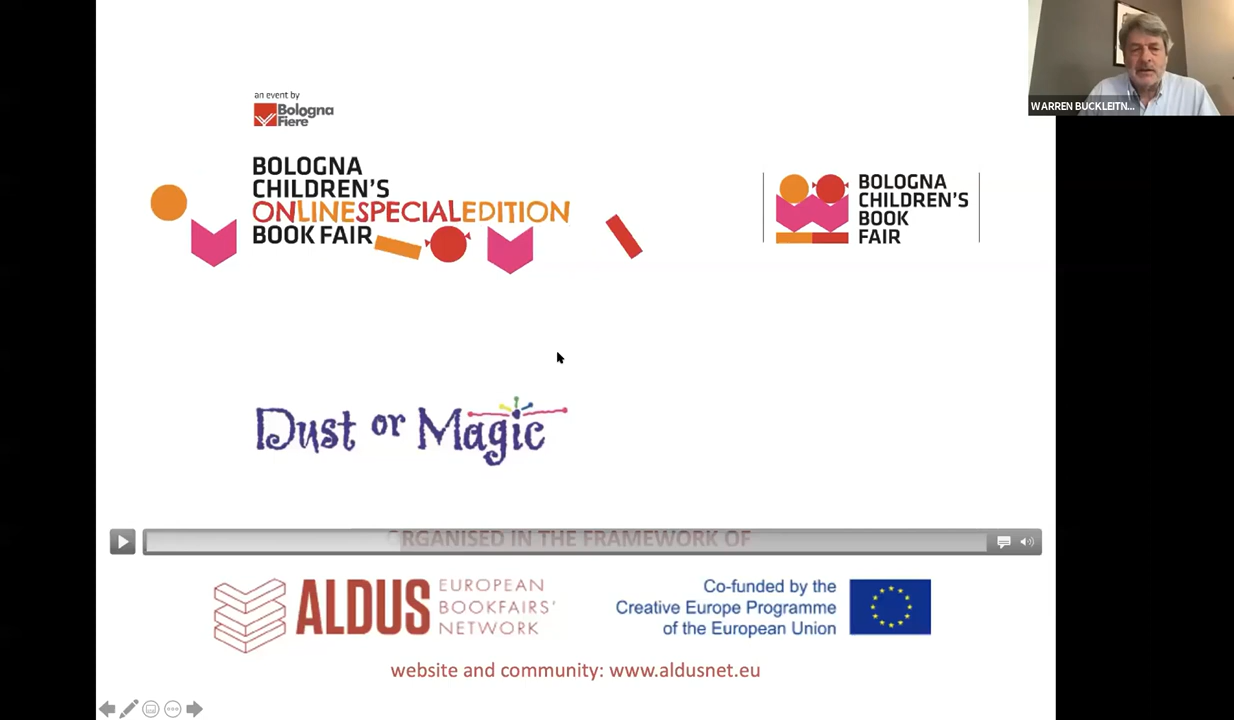 WARREN BUCKLEITN...
an event by
Bologna
Fiere
BOLOGNA
CHILDREN'S
ONLINESPECIALEDITION
BOOK FAIR
BOLOGNA
CHILDREN'S
BOOK
FAIR
Dust or Magic
ORGANISED IN THE FRAMEWORK OF
ALDUS
EUROPEAN
BOOKFAIRS'
NETWORK
Co-funded by the
Creative Europe Programme
of the European Union
website and community: www.aldusnet.eu